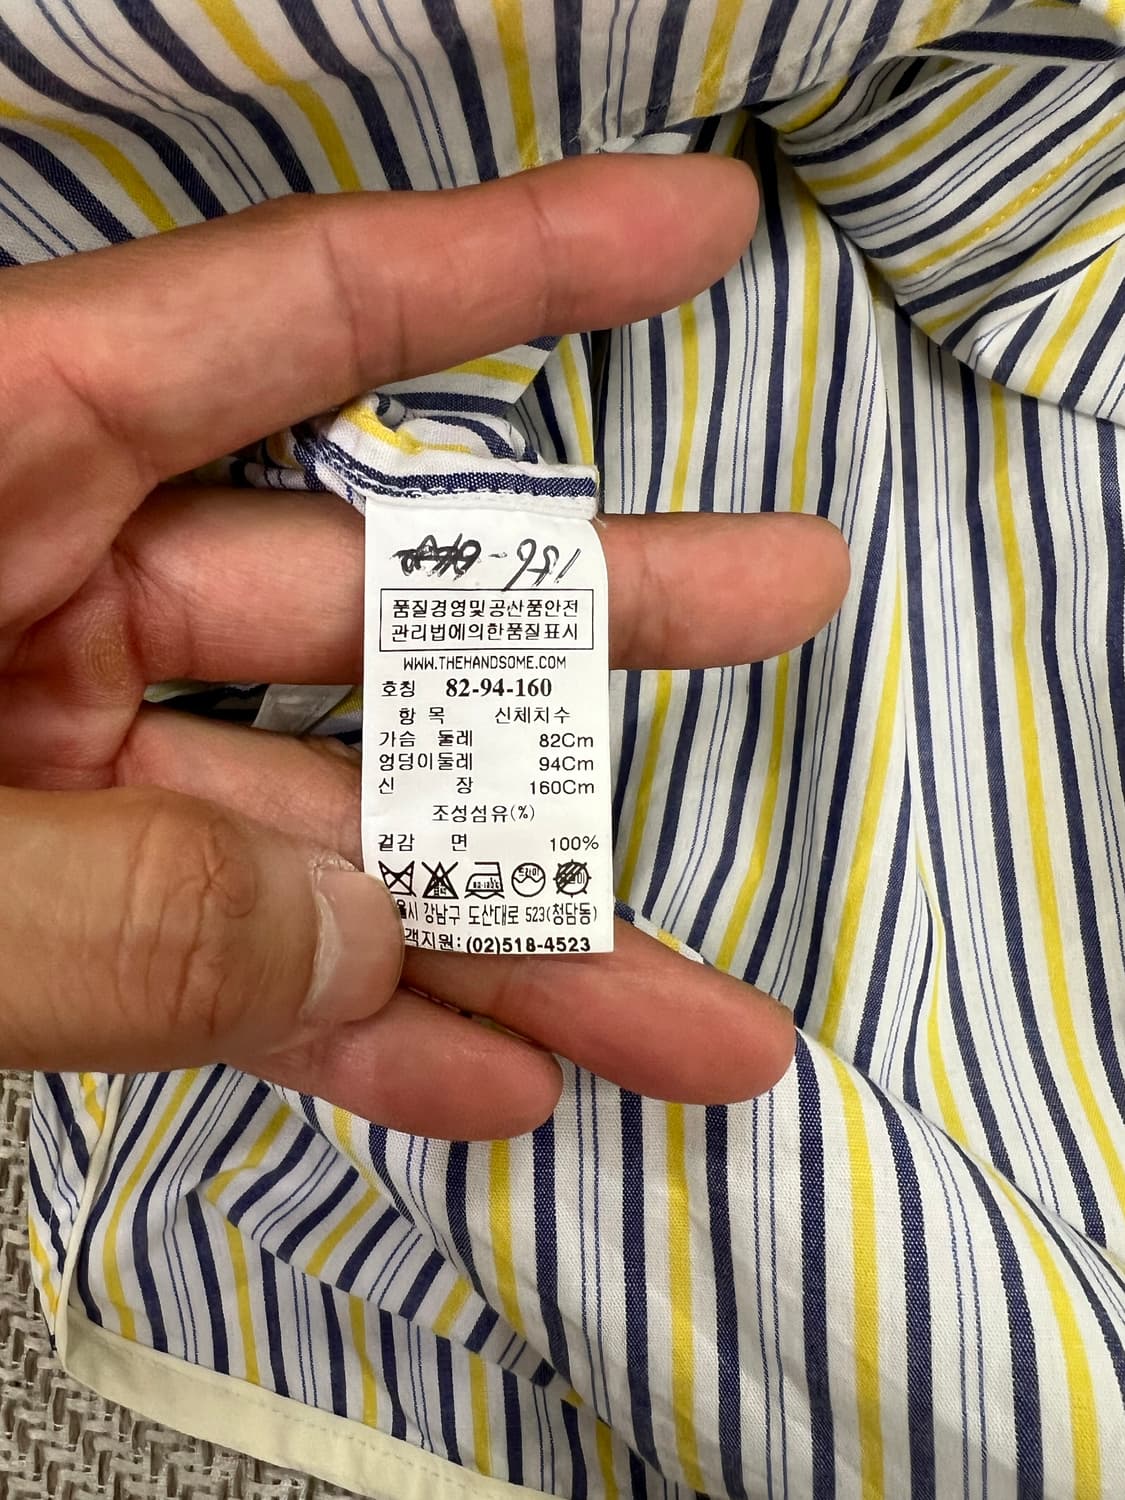 품질경영및공산품안전
관리법에의한품질표시
WWW.THEHANDSOME.COM
호칭 82-94-160
항 목 신체치수
가슴 둘레 82Cm
엉덩이둘레 94Cm
신 장 160Cm
조성섬유(%)
겉감 면 100%
드라이
강남구 도산대로 523(청담동)
객지원: (02)518-4523